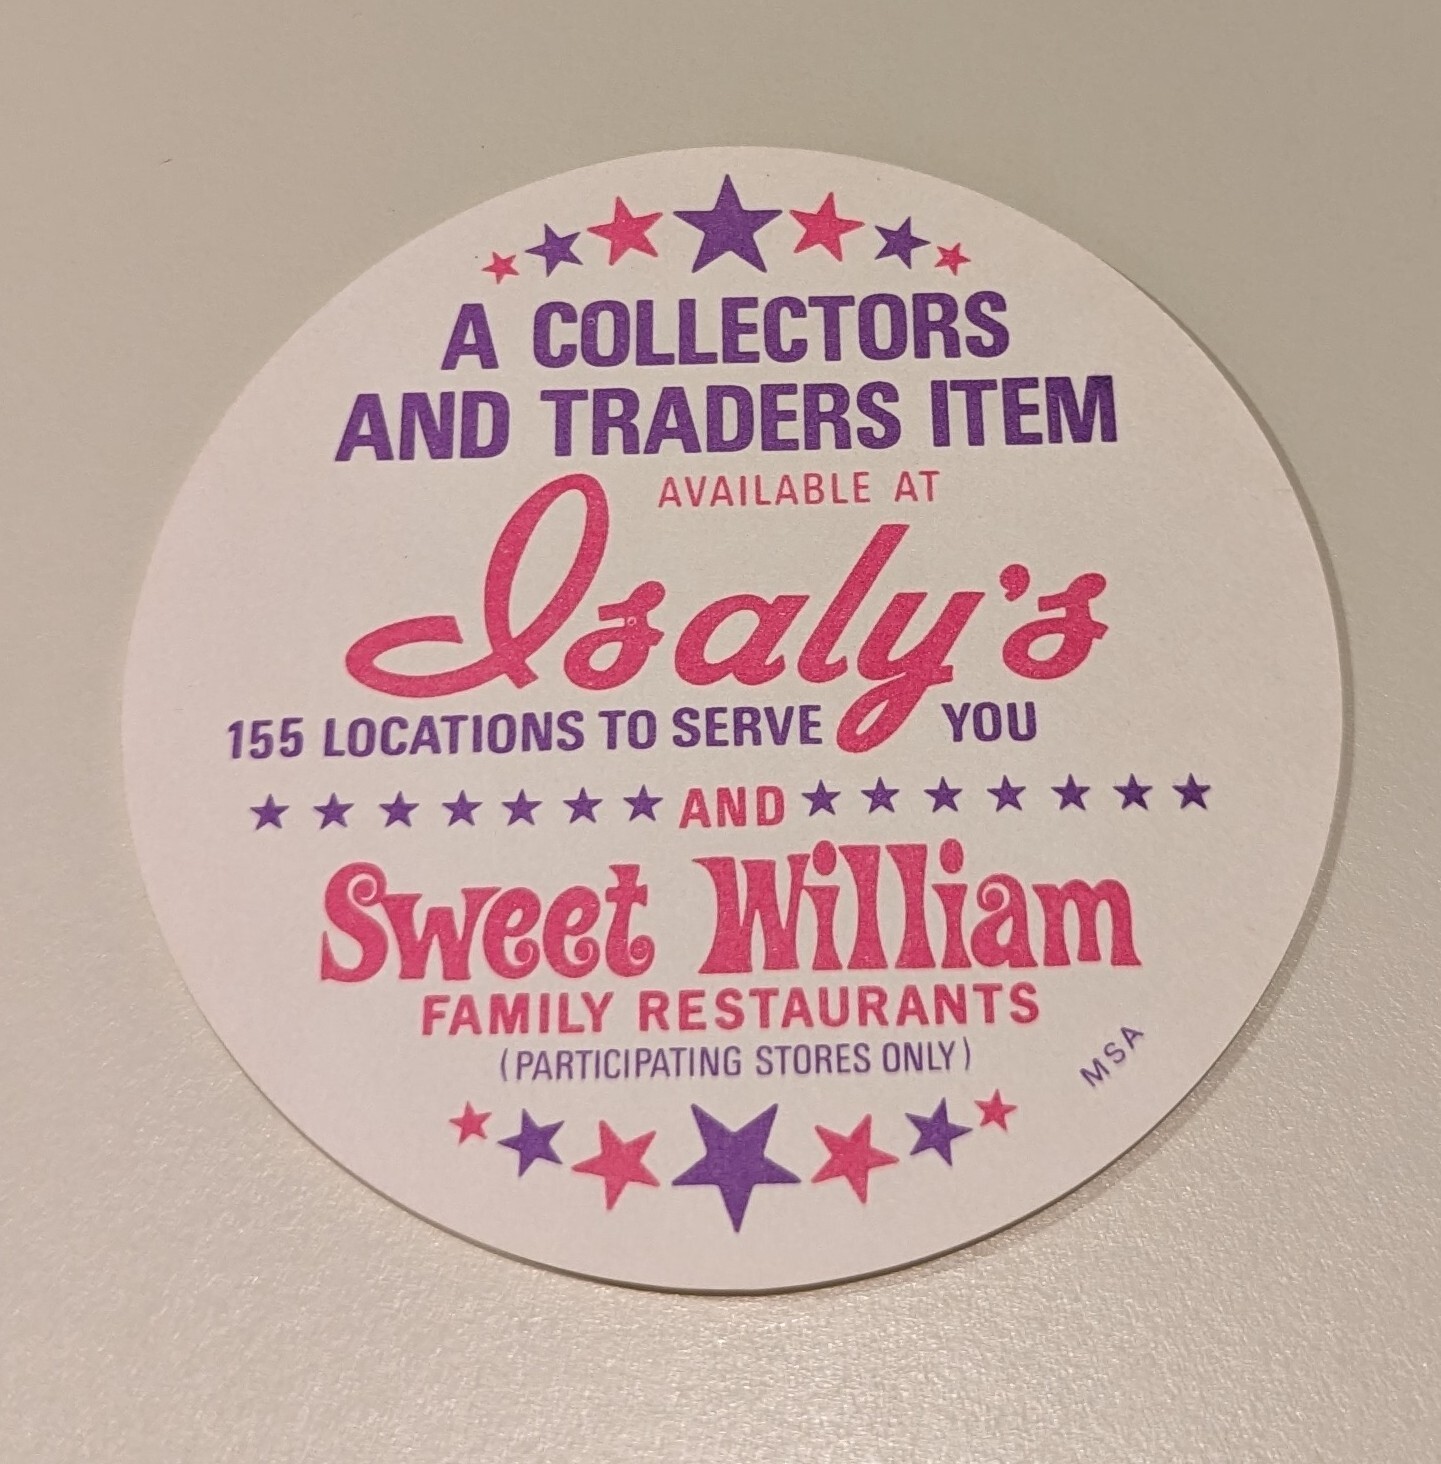 A COLLECTORS
AND TRADERS ITEM
AVAILABLE AT
Isaly's
155 LOCATIONS TO SERVE YOU
AND
Sweet William
FAMILY RESTAURANTS
(PARTICIPATING STORES ONLY)
MSA